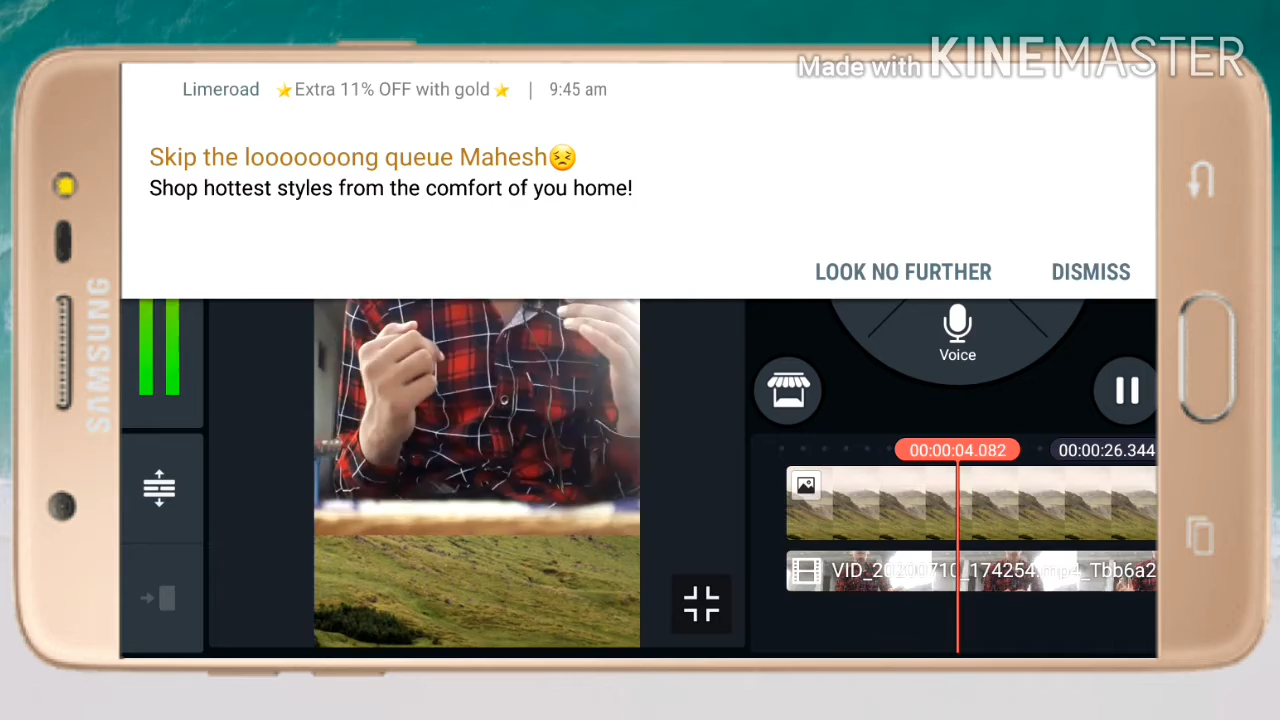 Made with KINEMASTER
Limeroad ⭐Extra 11% OFF with gold⭐ | 9:45 am
Skip the looooooong queue Mahesh😣
Shop hottest styles from the comfort of you home!
LOOK NO FURTHER DISMISS
SAMSUNG
Voice
00:00:04.082 00:00:26.344
VID_20200710_174254.mp4_Tbb6a2